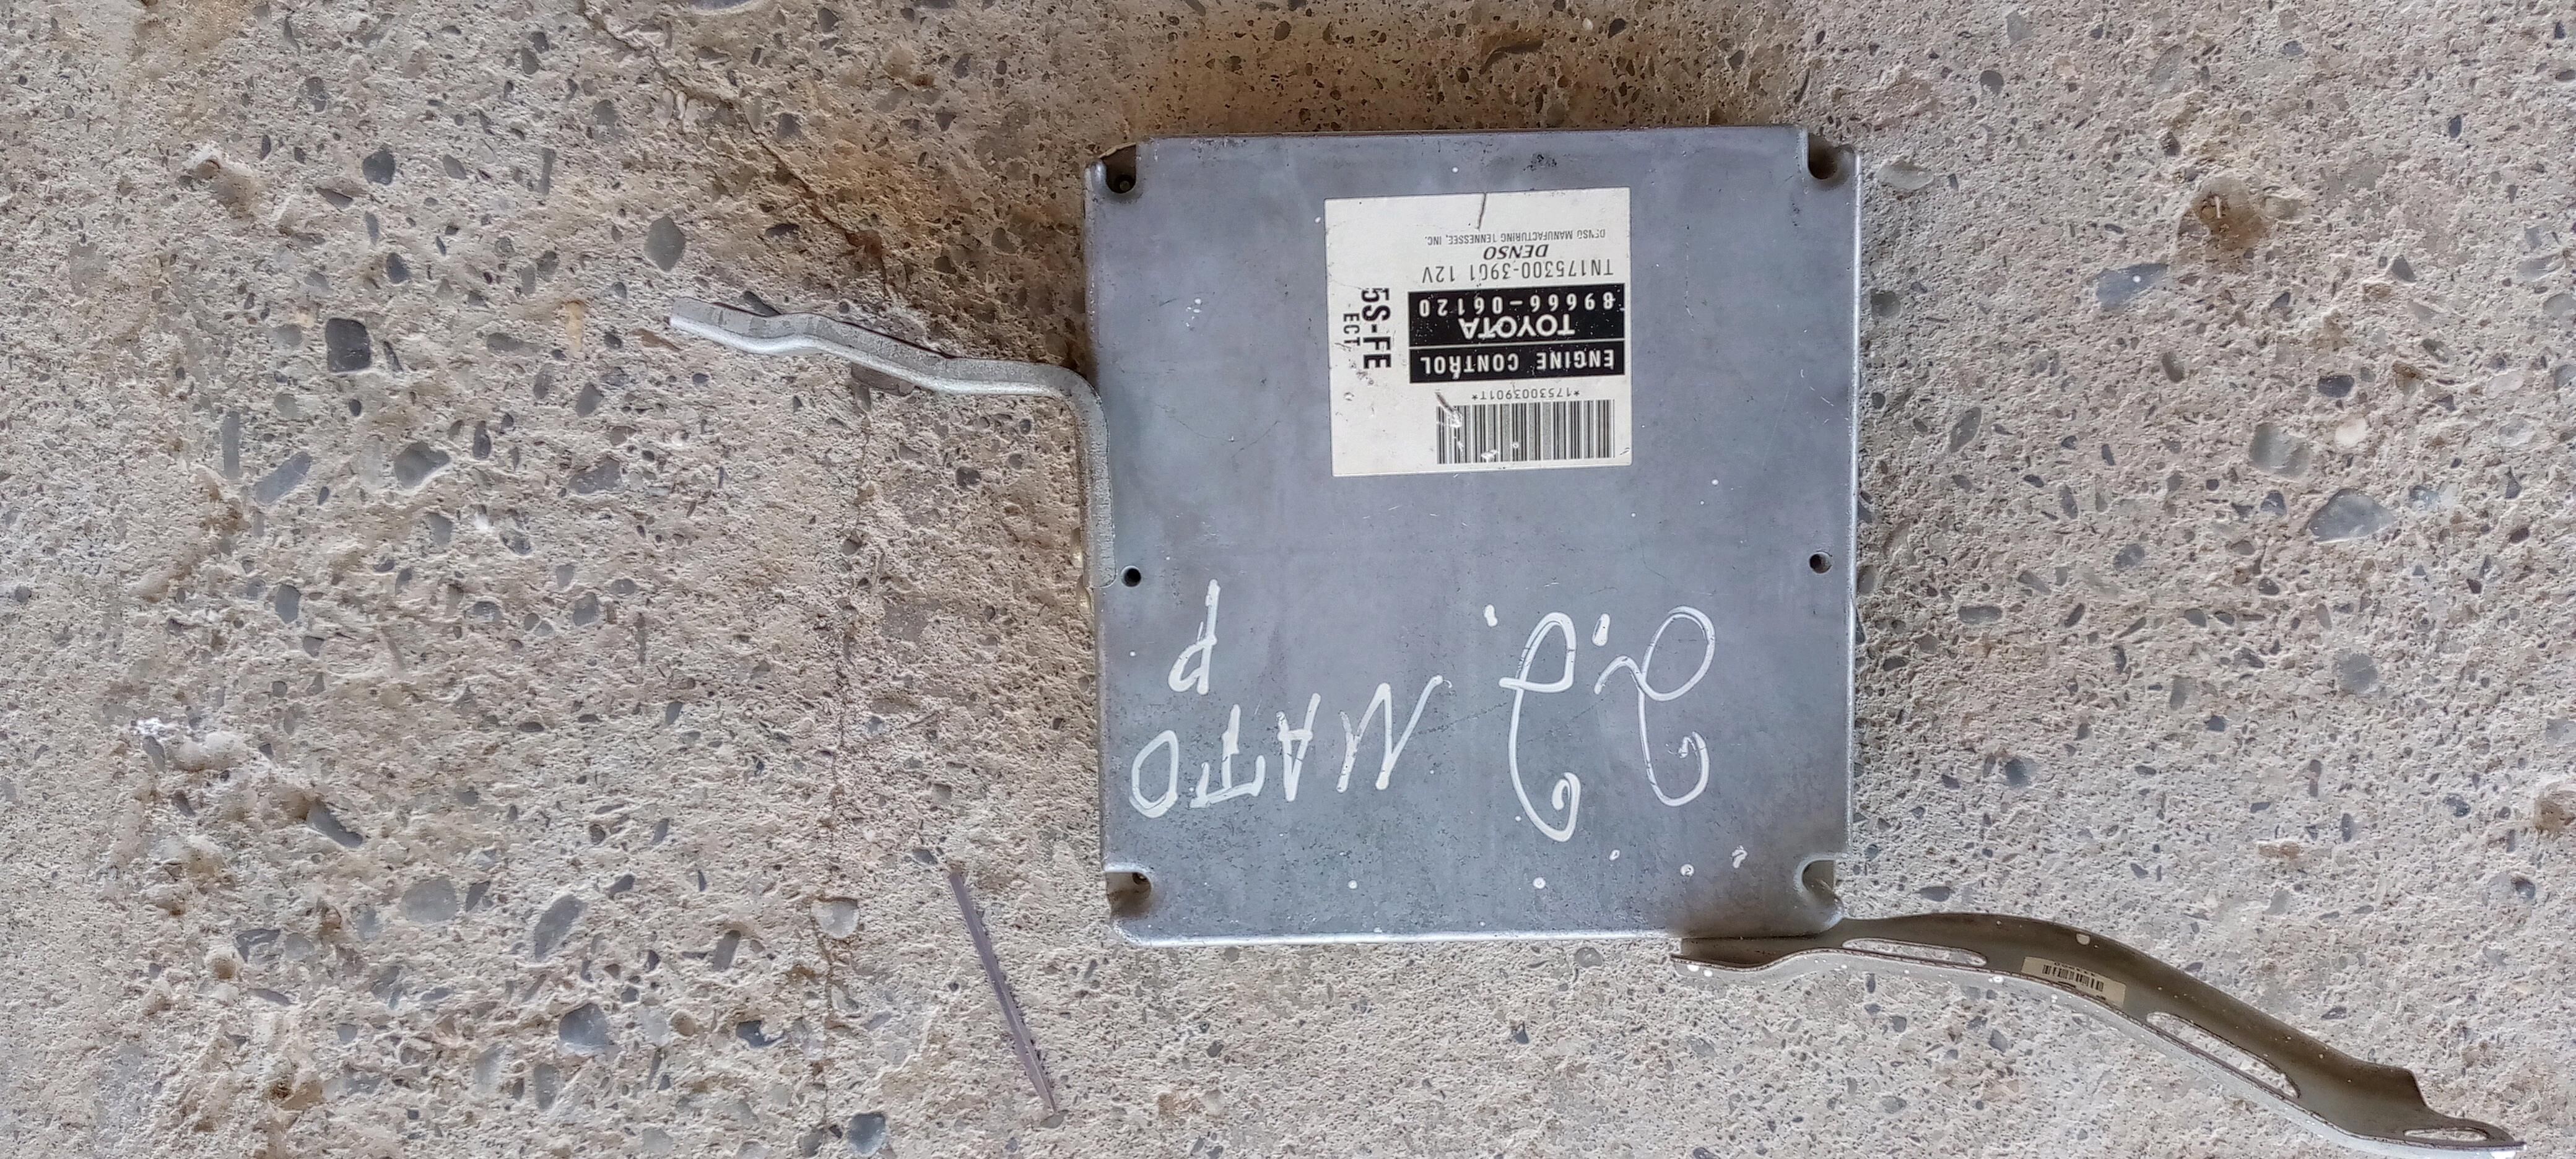 *1753003901T*
ENGINE CONTROL
TOYOTA
89666-06120
TN175300-3901 12V
DENSO
DENSO MANUFACTURING TENNESSEE, INC.
5S-FE
ECT
2.2.
MATO
P